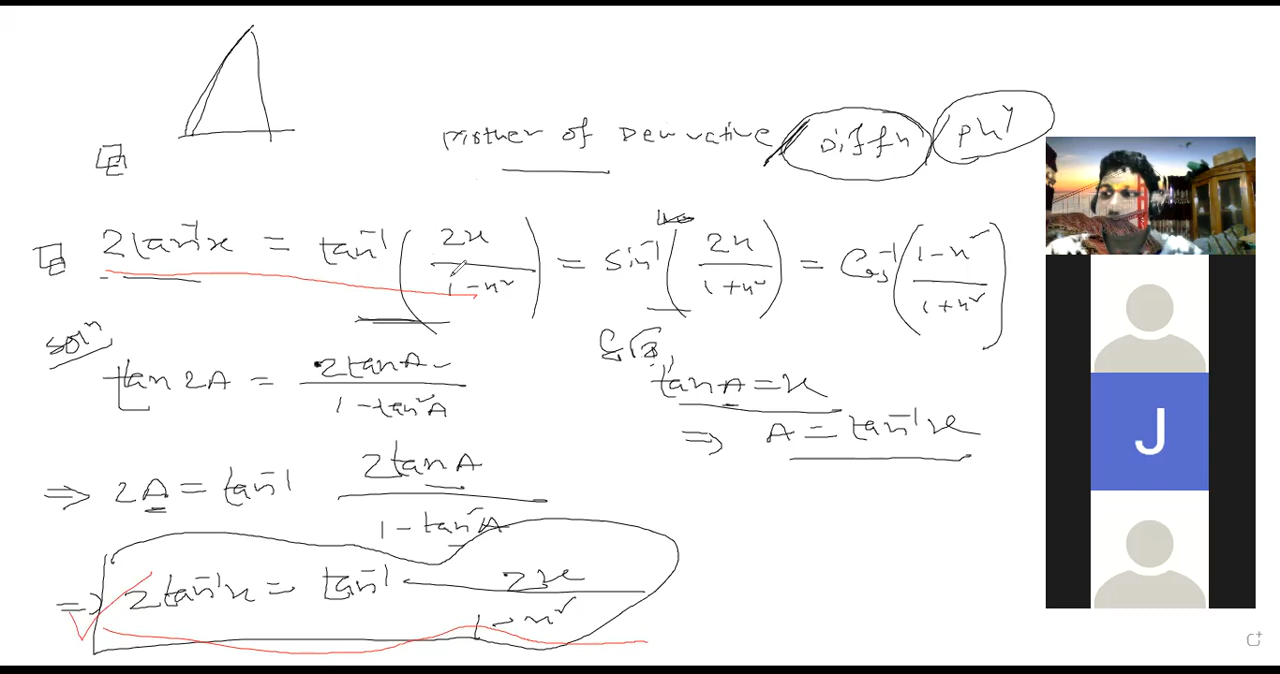 Mother of Derivative / Diffn Phy
2tan⁻¹x = tan⁻¹(2x/1-x²) = Sin⁻¹(2x/1+x²) = Cos⁻¹(1-x²/1+x²)
Solⁿ
tan 2A = 2tanA/1-tan²A
tanA = x
⇒ A = tan⁻¹x
⇒ 2A = tan⁻¹ 2tanA/1-tan²A
⇒ 2tan⁻¹x = tan⁻¹ 2x/1-x²
J